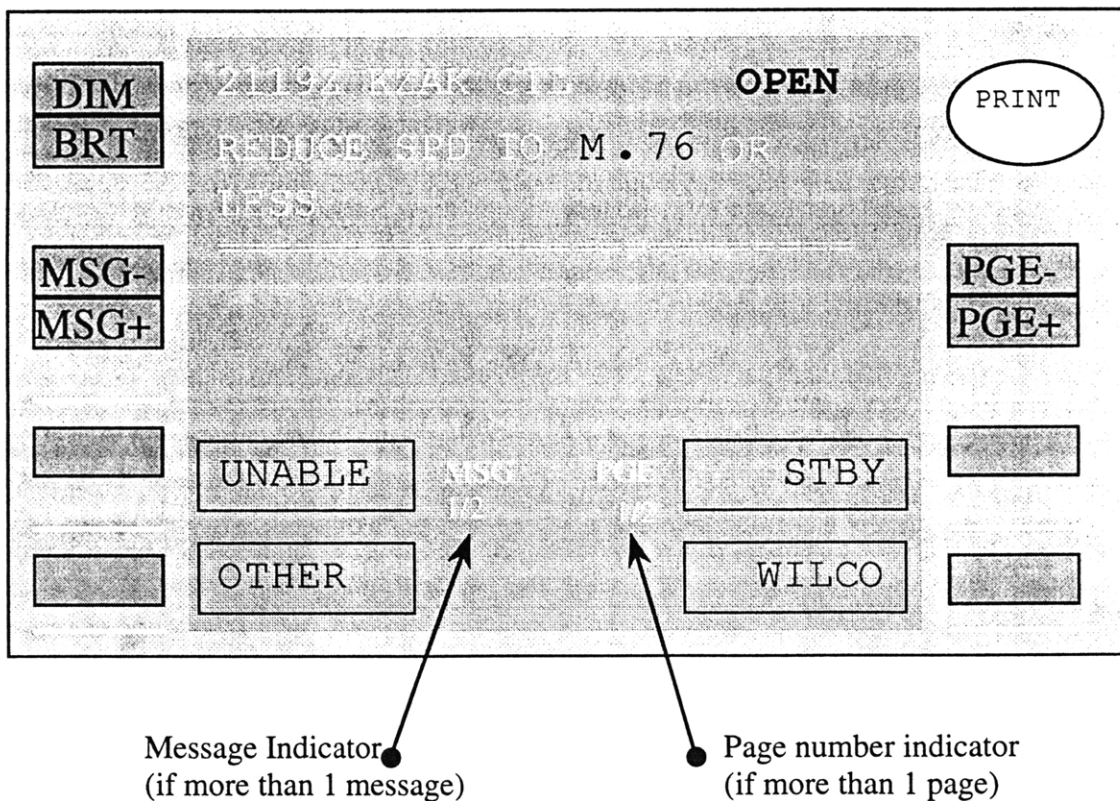 DIM
BRT
MSG-
MSG+
2119Z KZAK CTL OPEN
REDUCE SPD TO M.76 OR
LESS
PRINT
PGE-
PGE+
UNABLE MSG PGE STBY
1/2 1/2
OTHER WILCO
Message Indicator
(if more than 1 message)
Page number indicator
(if more than 1 page)